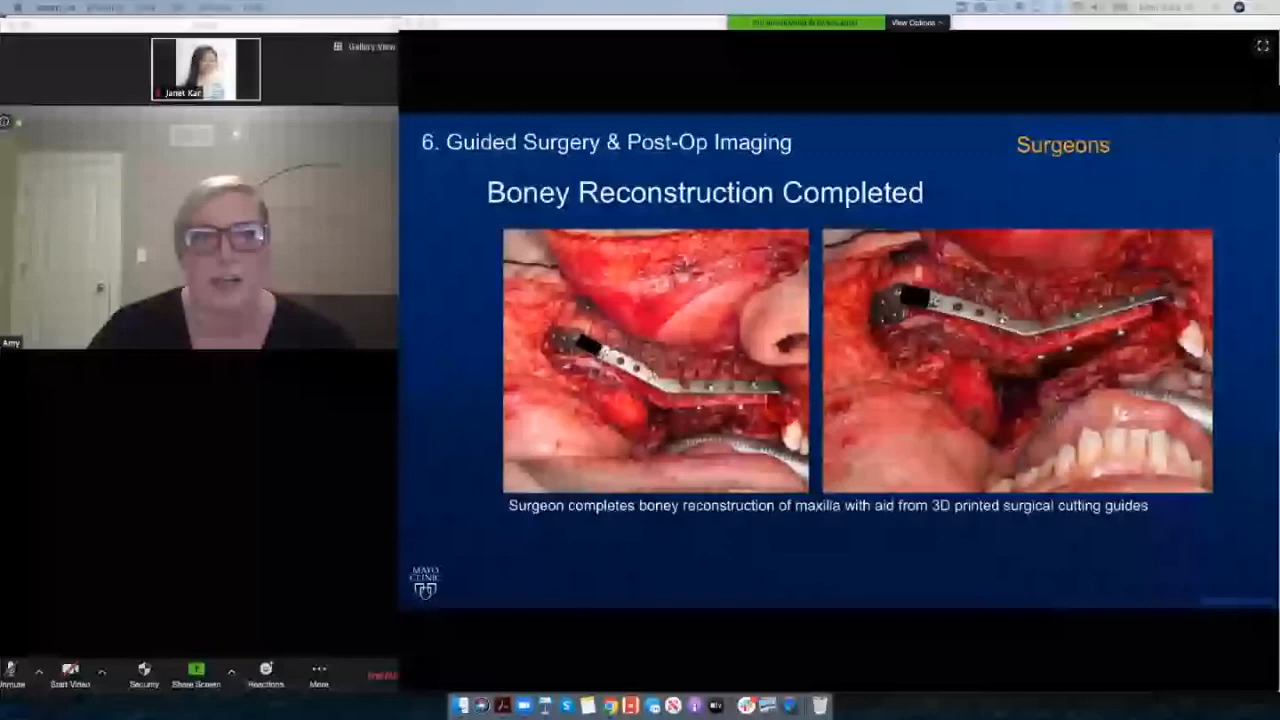 View Options
Gallery View
Janet Kar
Amy
6. Guided Surgery & Post-Op Imaging
Surgeons
Boney Reconstruction Completed
Surgeon completes boney reconstruction of maxilla with aid from 3D printed surgical cutting guides
MAYO
CLINIC
Unmute
Start Video
Security
Share Screen
Reactions
More